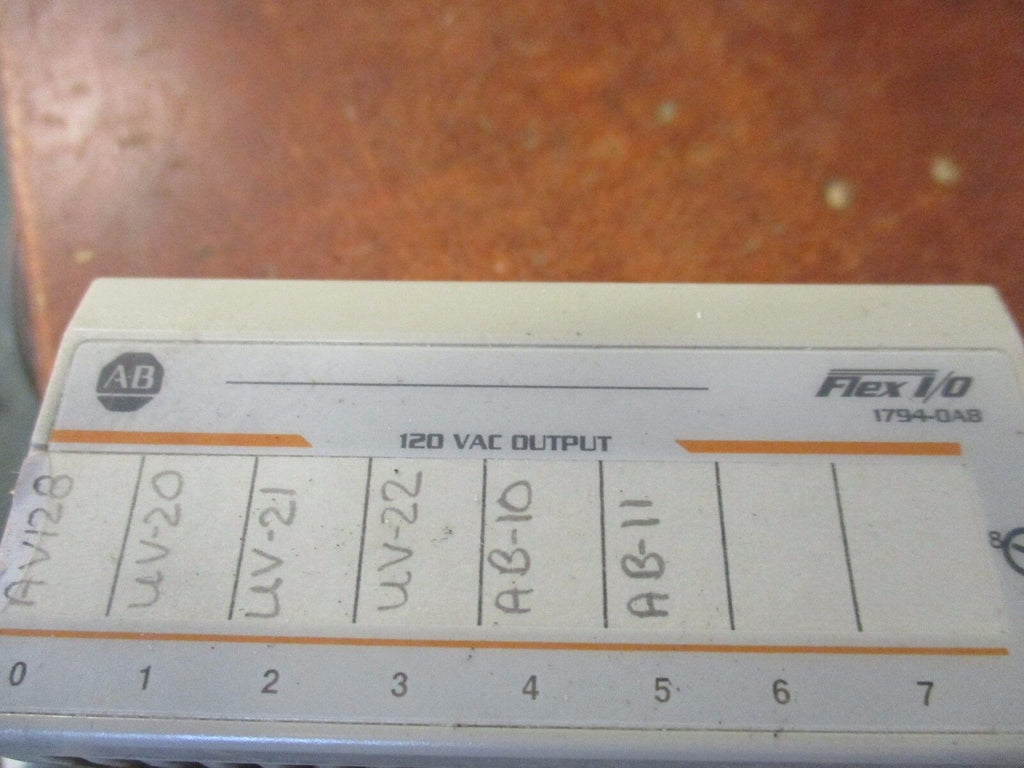 A-B
Flex I/O
1794-OA8
120 VAC OUTPUT
AV128
UV-20
UV-21
UV-22
AB-10
AB-11
8
0 1 2 3 4 5 6 7